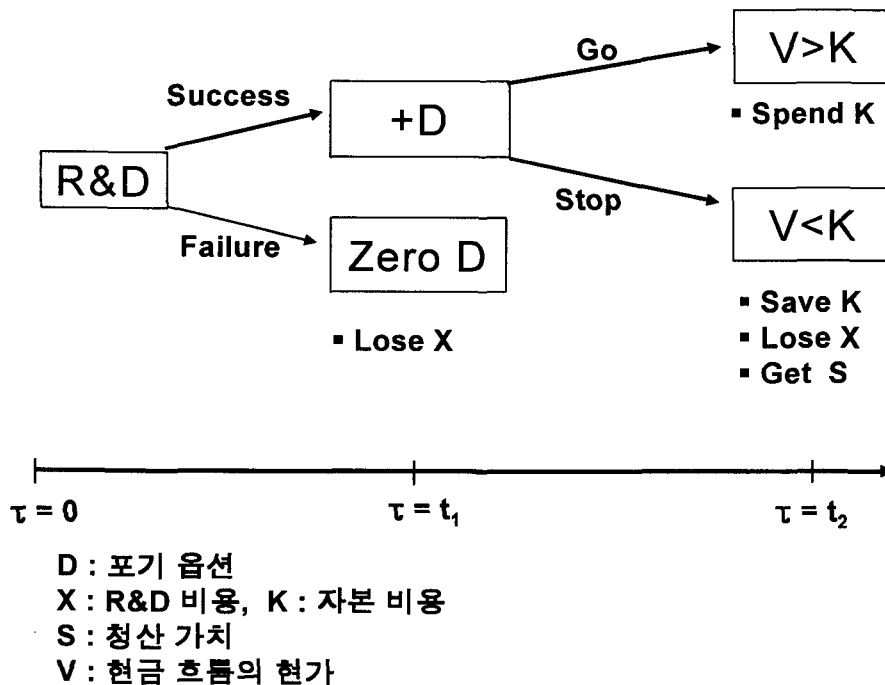 Go
V>K
Success
+D
▪ Spend K
R&D
Stop
V<K
Failure
Zero D
▪ Lose X
▪ Save K
▪ Lose X
▪ Get S
τ = 0
τ = t₁
τ = t₂
D : 포기 옵션
X : R&D 비용, K : 자본 비용
S : 청산 가치
V : 현금 흐름의 현가